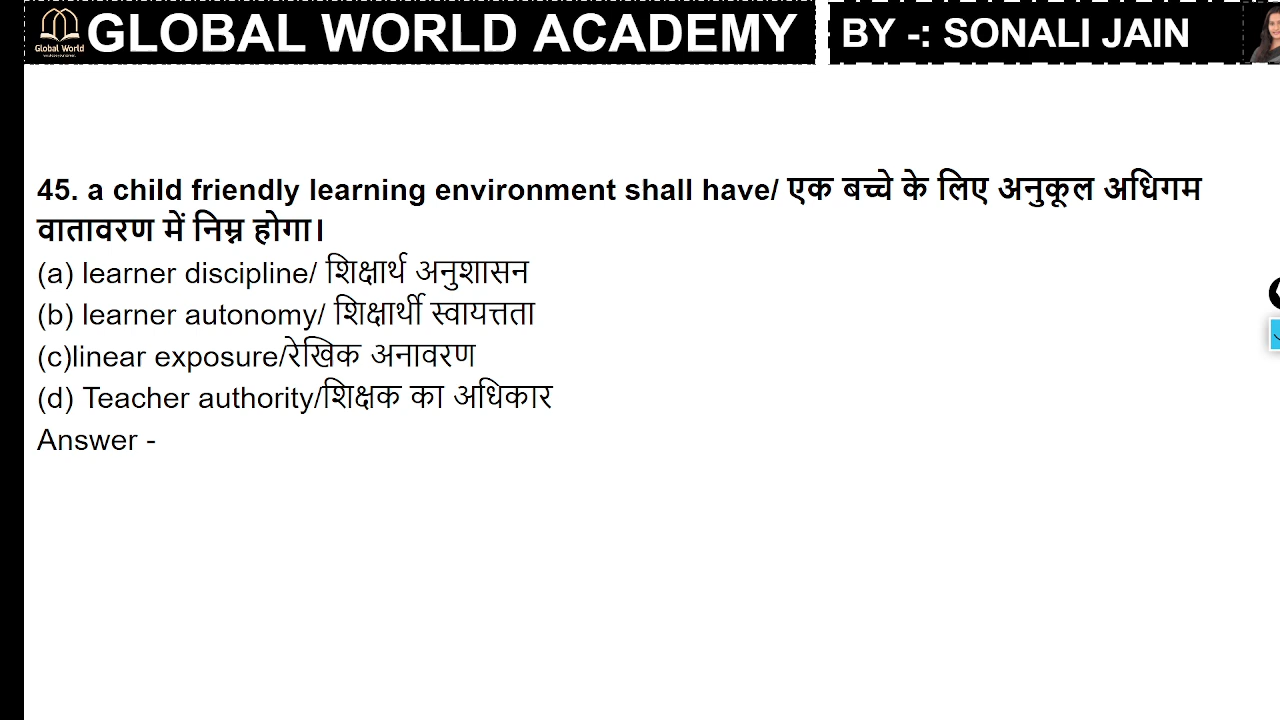 Global World
GLOBAL WORLD ACADEMY
BY -: SONALI JAIN
45. a child friendly learning environment shall have/ एक बच्चे के लिए अनुकूल अधिगम
वातावरण में निम्न होगा।
(a) learner discipline/ शिक्षार्थ अनुशासन
(b) learner autonomy/ शिक्षार्थी स्वायत्तता
(c)linear exposure/रेखिक अनावरण
(d) Teacher authority/शिक्षक का अधिकार
Answer -